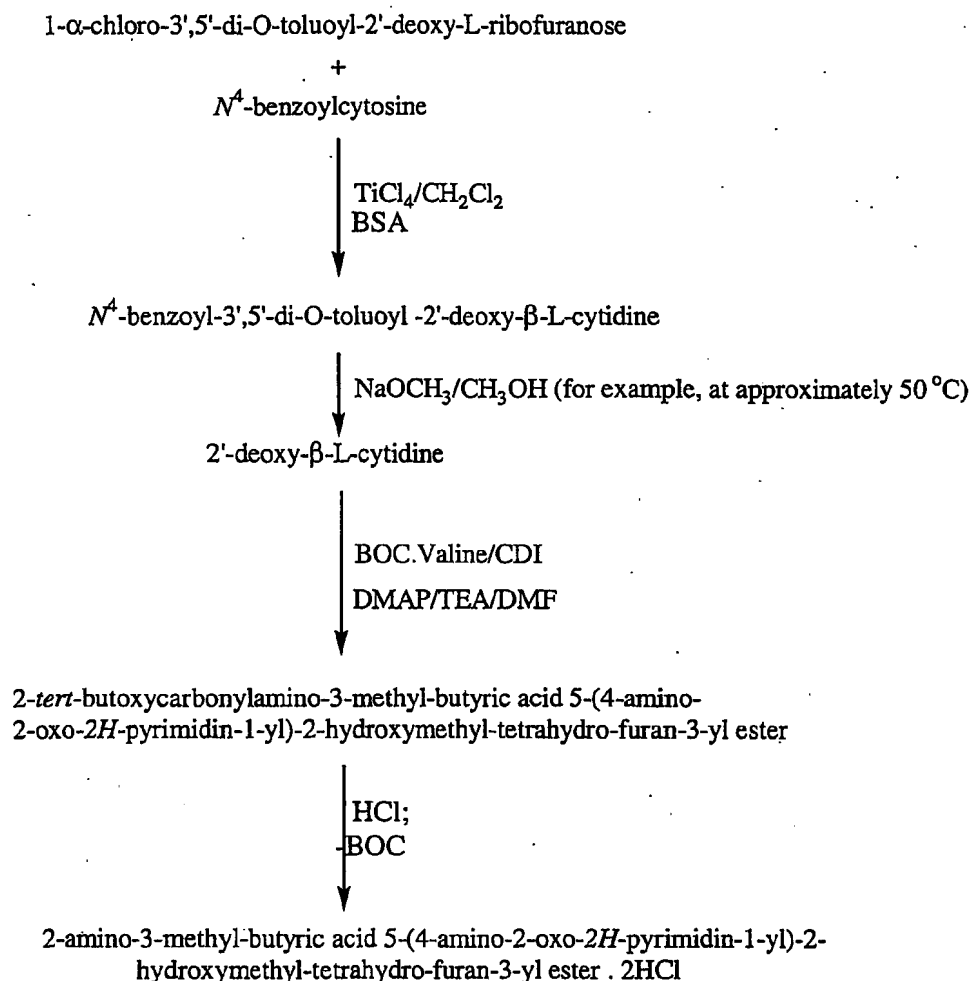 1-α-chloro-3',5'-di-O-toluoyl-2'-deoxy-L-ribofuranose
+
N⁴-benzoylcytosine
TiCl₄/CH₂Cl₂
BSA
N⁴-benzoyl-3',5'-di-O-toluoyl -2'-deoxy-β-L-cytidine
NaOCH₃/CH₃OH (for example, at approximately 50 °C)
2'-deoxy-β-L-cytidine
BOC.Valine/CDI
DMAP/TEA/DMF
2-tert-butoxycarbonylamino-3-methyl-butyric acid 5-(4-amino-
2-oxo-2H-pyrimidin-1-yl)-2-hydroxymethyl-tetrahydro-furan-3-yl ester
HCl;
-BOC
2-amino-3-methyl-butyric acid 5-(4-amino-2-oxo-2H-pyrimidin-1-yl)-2-
hydroxymethyl-tetrahydro-furan-3-yl ester . 2HCl